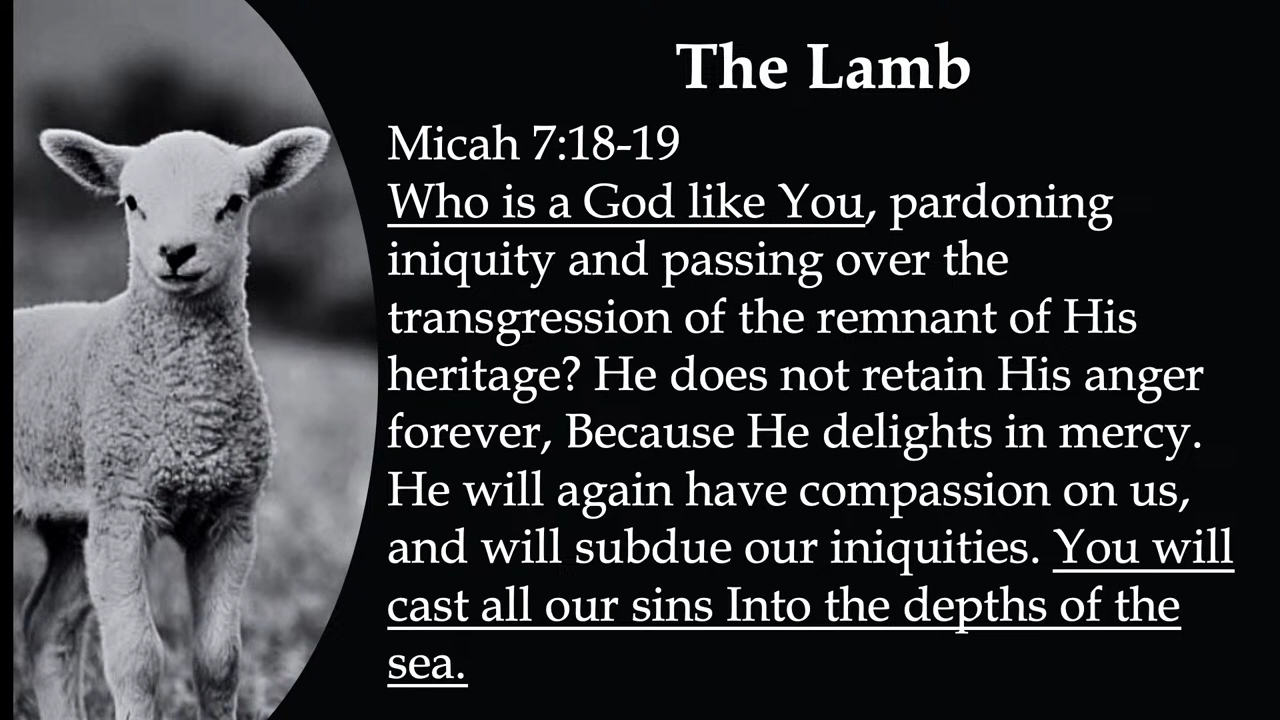 The Lamb
Micah 7:18-19
Who is a God like You, pardoning
iniquity and passing over the
transgression of the remnant of His
heritage? He does not retain His anger
forever, Because He delights in mercy.
He will again have compassion on us,
and will subdue our iniquities. You will
cast all our sins Into the depths of the
sea.